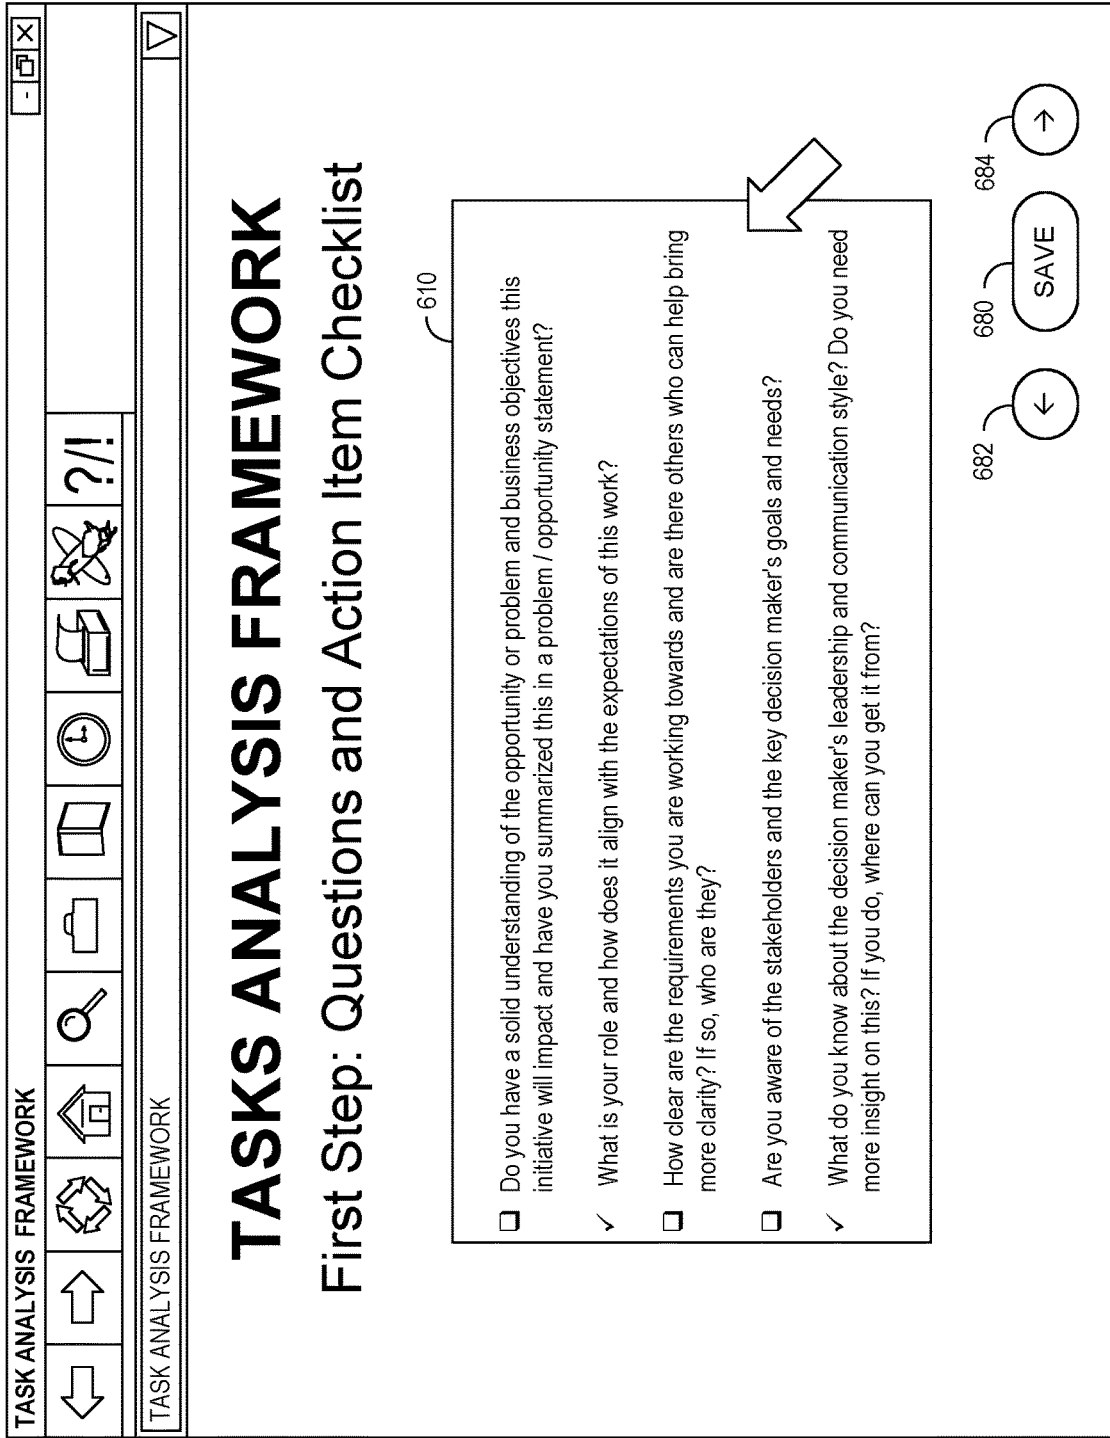 TASK ANALYSIS FRAMEWORK
?/!
TASK ANALYSIS FRAMEWORK
TASKS ANALYSIS FRAMEWORK
First Step: Questions and Action Item Checklist
610
Do you have a solid understanding of the opportunity or problem and business objectives this
initiative will impact and have you summarized this in a problem / opportunity statement?
What is your role and how does it align with the expectations of this work?
How clear are the requirements you are working towards and are there others who can help bring
more clarity? If so, who are they?
Are you aware of the stakeholders and the key decision maker's goals and needs?
What do you know about the decision maker's leadership and communication style? Do you need
more insight on this? If you do, where can you get it from?
682
680
684
SAVE